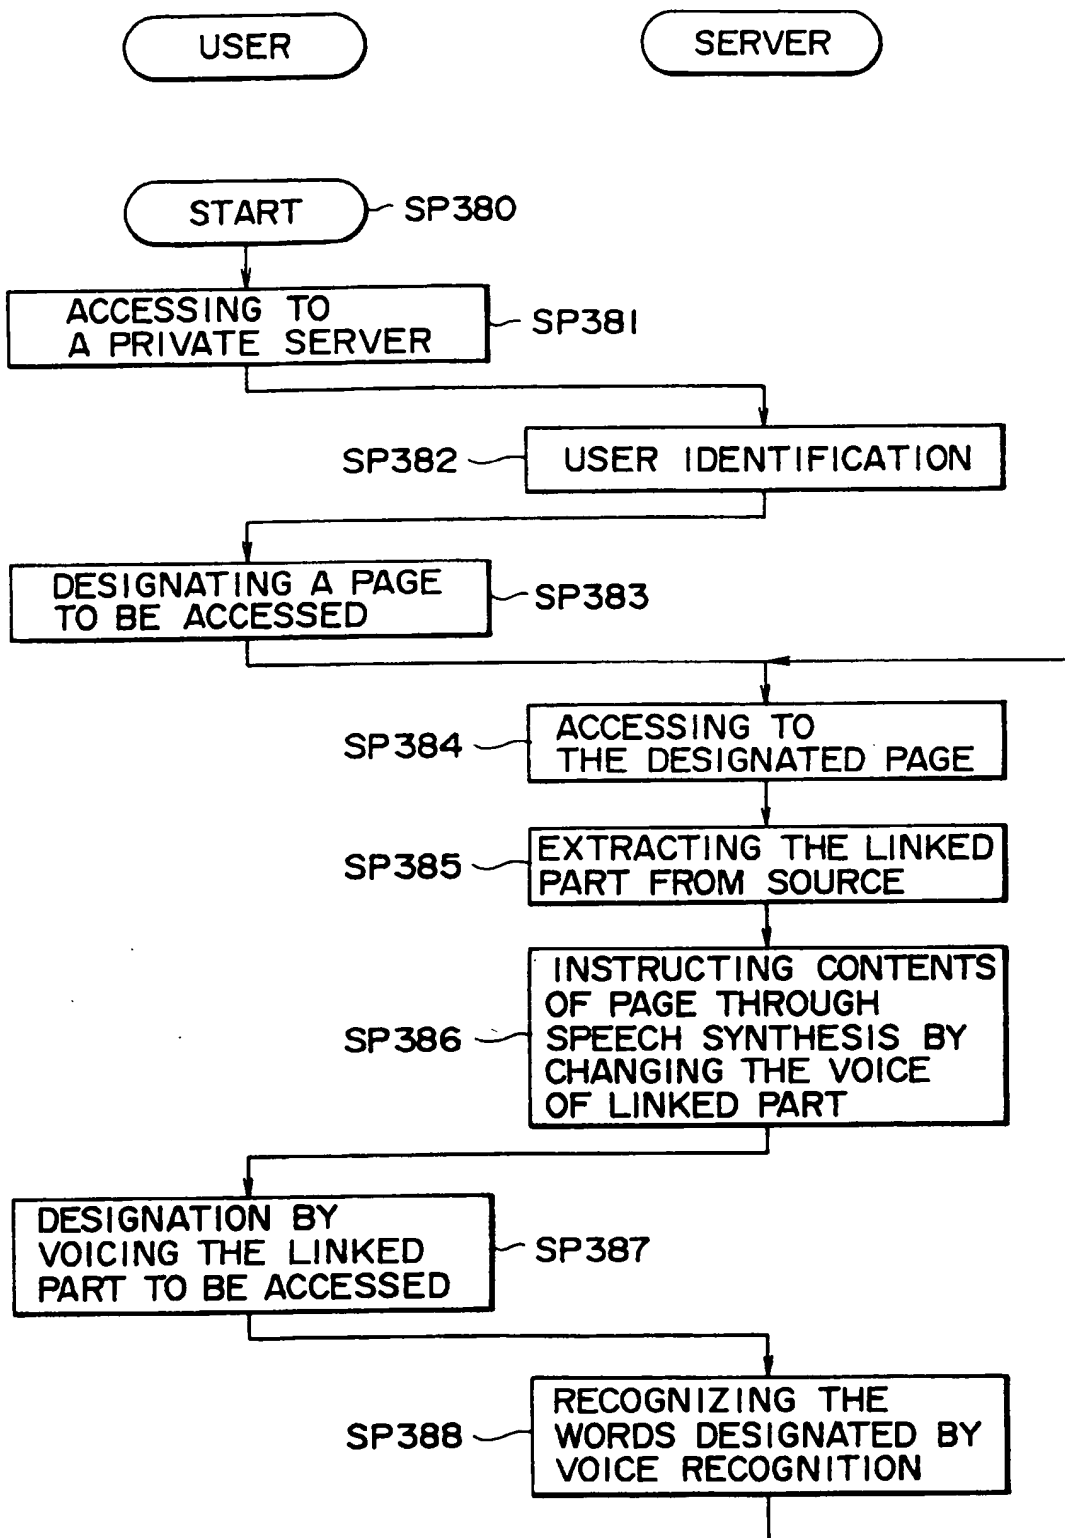 USER
SERVER
START
SP380
ACCESSING TO
A PRIVATE SERVER
SP381
SP382
USER IDENTIFICATION
DESIGNATING A PAGE
TO BE ACCESSED
SP383
SP384
ACCESSING TO
THE DESIGNATED PAGE
SP385
EXTRACTING THE LINKED
PART FROM SOURCE
SP386
INSTRUCTING CONTENTS
OF PAGE THROUGH
SPEECH SYNTHESIS BY
CHANGING THE VOICE
OF LINKED PART
DESIGNATION BY
VOICING THE LINKED
PART TO BE ACCESSED
SP387
SP388
RECOGNIZING THE
WORDS DESIGNATED BY
VOICE RECOGNITION